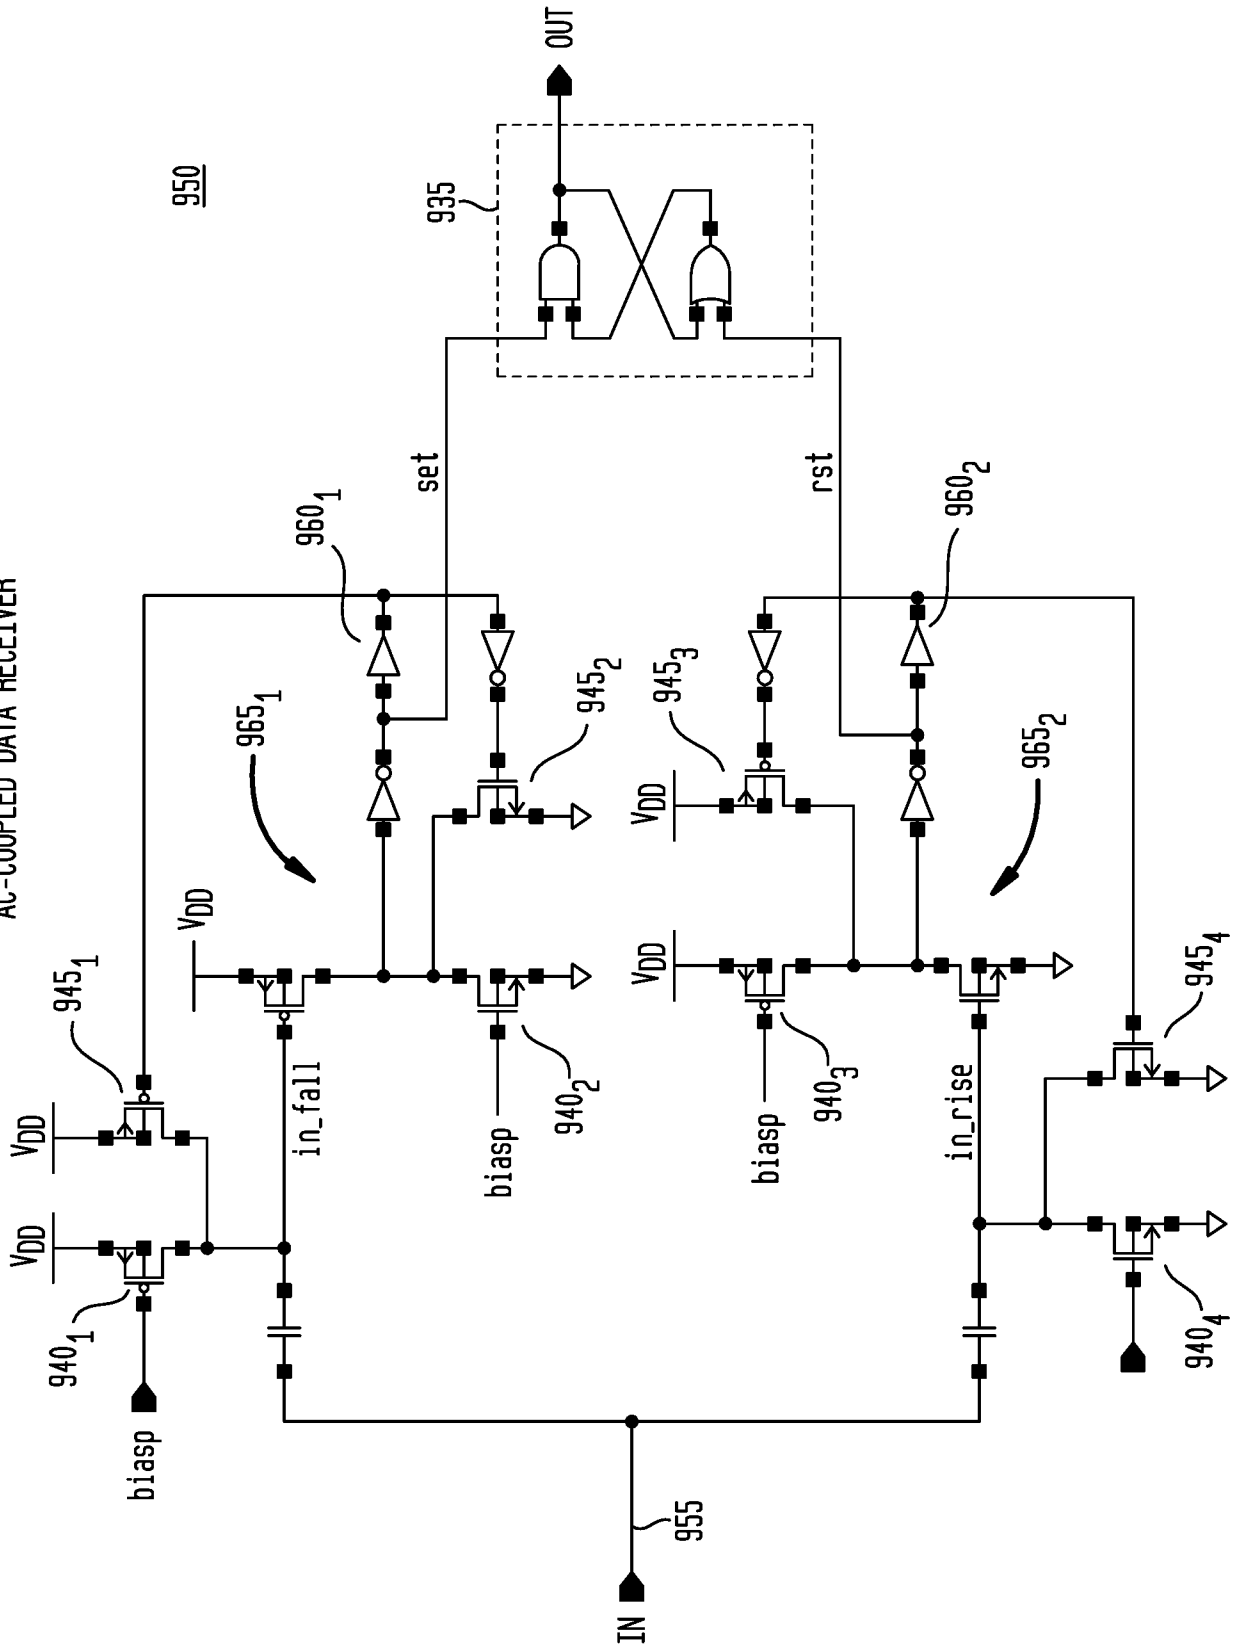 AC-COUPLED DATA RECEIVER
950
OUT
935
set
rst
960₁
960₂
965₁
965₂
945₂
945₃
VDD
VDD
VDD
945₁
945₄
VDD
VDD
in_fall
in_rise
940₂
940₃
biasp
biasp
940₁
940₄
biasp
955
IN